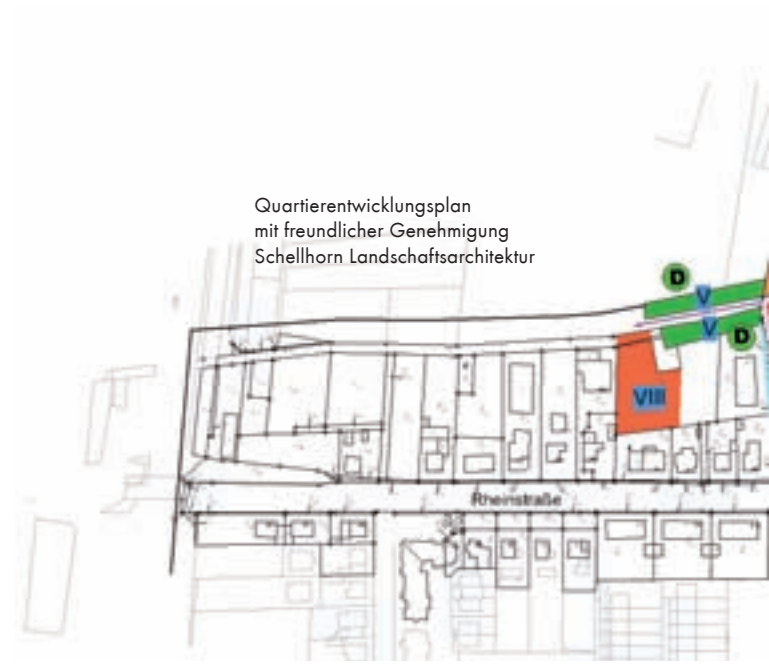 Quartierentwicklungsplan
mit freundlicher Genehmigung
Schellhorn Landschaftsarchitektur
D
V
V
D
VIII
Rheinstraße